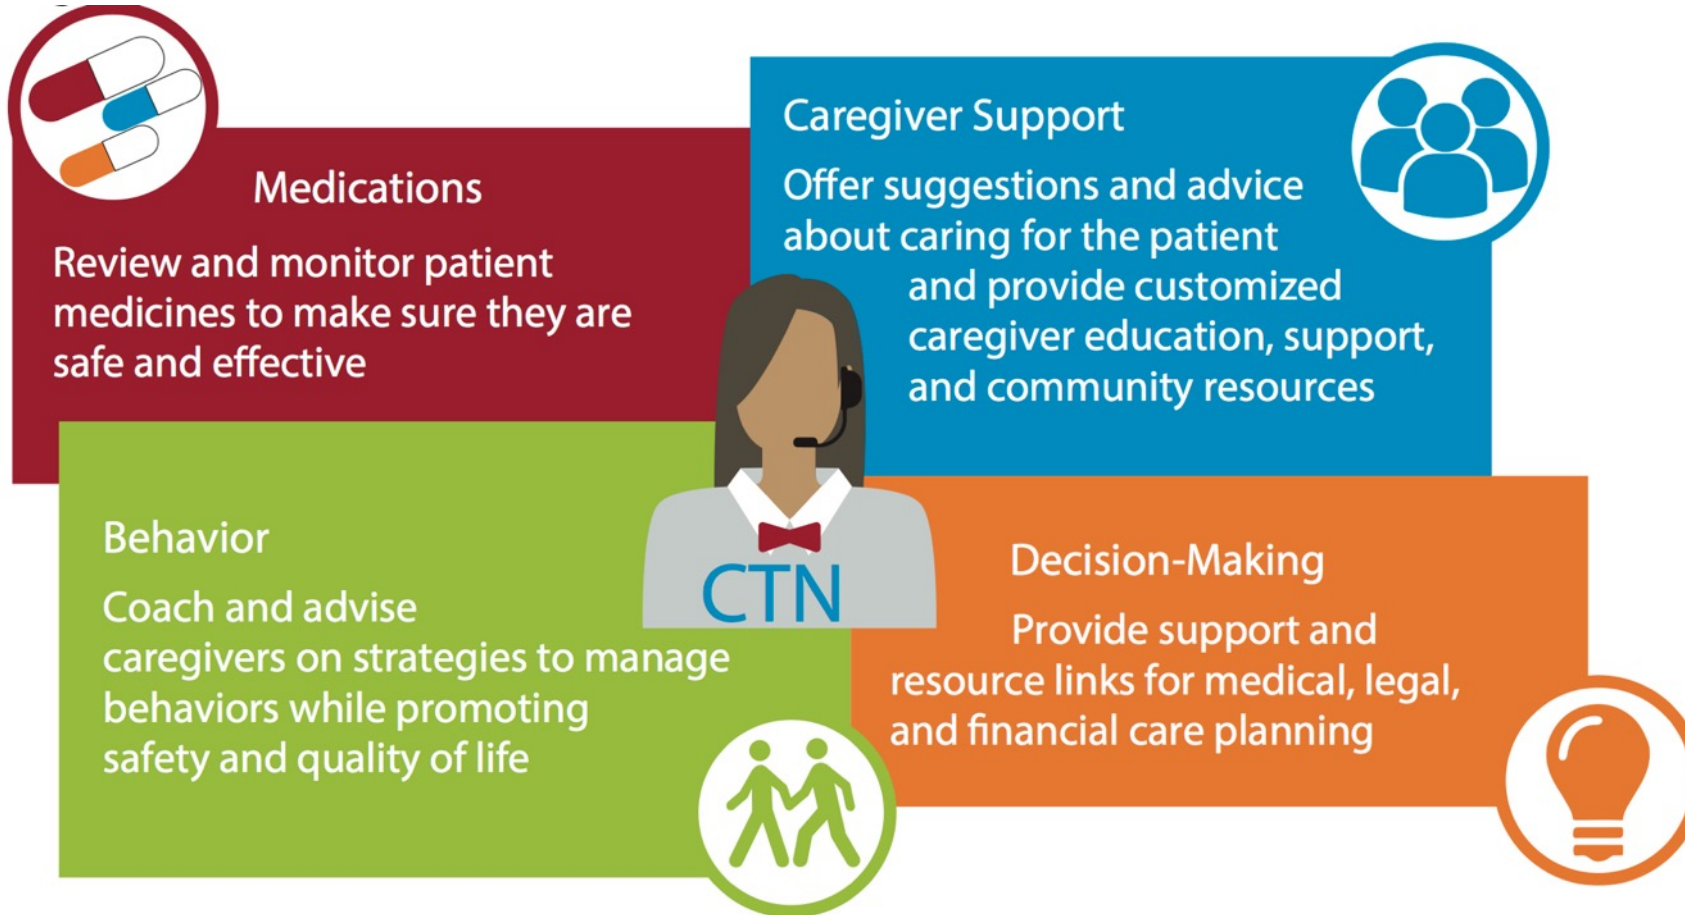 Medications
Review and monitor patient
medicines to make sure they are
safe and effective
Caregiver Support
Offer suggestions and advice
about caring for the patient
and provide customized
caregiver education, support,
and community resources
Behavior
Coach and advise
caregivers on strategies to manage
behaviors while promoting
safety and quality of life
CTN
Decision-Making
Provide support and
resource links for medical, legal,
and financial care planning